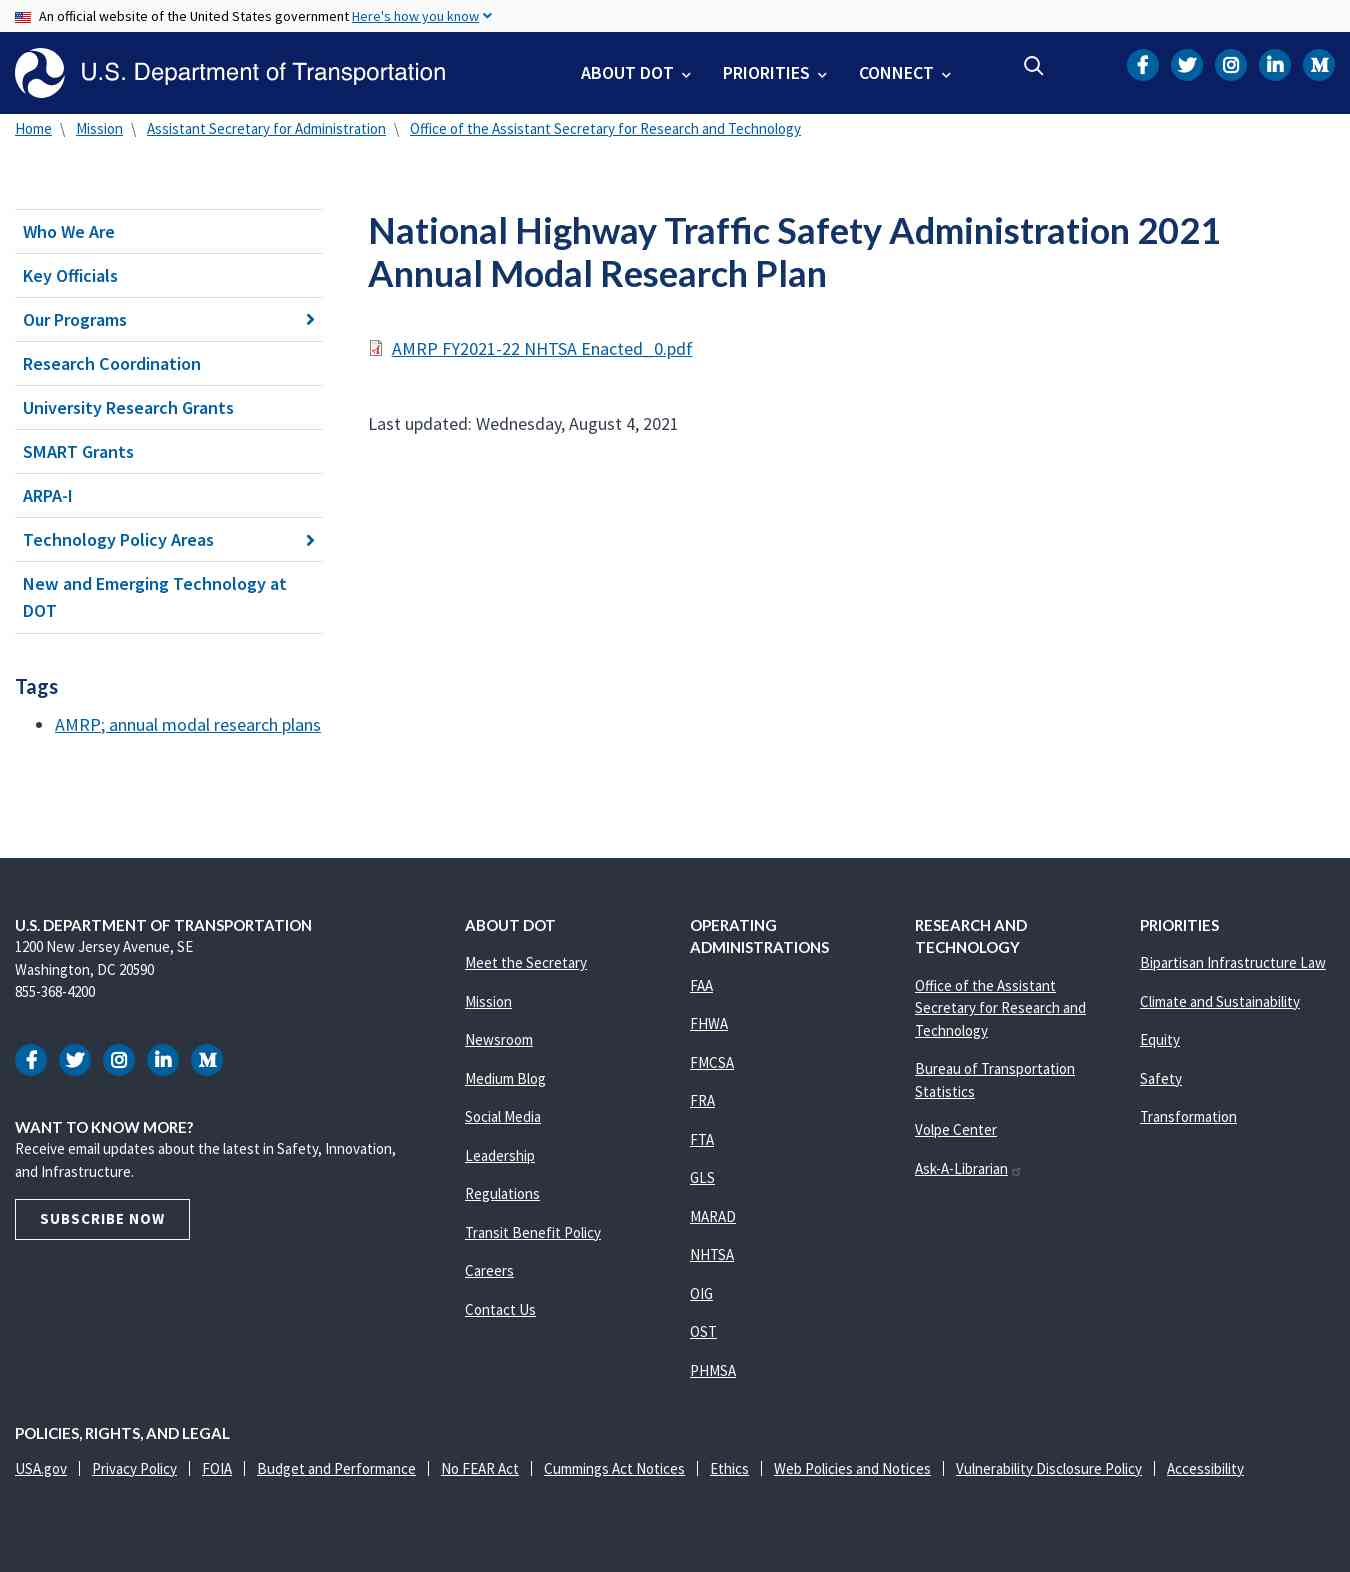 An official website of the United States government Here's how you know
U.S. Department of Transportation
ABOUT DOT
PRIORITIES
CONNECT
Home \ Mission \ Assistant Secretary for Administration \ Office of the Assistant Secretary for Research and Technology
Who We Are
Key Officials
Our Programs
Research Coordination
University Research Grants
SMART Grants
ARPA-I
Technology Policy Areas
New and Emerging Technology at
DOT
Tags
AMRP; annual modal research plans
National Highway Traffic Safety Administration 2021
Annual Modal Research Plan
AMRP FY2021-22 NHTSA Enacted_0.pdf
Last updated: Wednesday, August 4, 2021
U.S. DEPARTMENT OF TRANSPORTATION
1200 New Jersey Avenue, SE
Washington, DC 20590
855-368-4200
WANT TO KNOW MORE?
Receive email updates about the latest in Safety, Innovation,
and Infrastructure.
SUBSCRIBE NOW
ABOUT DOT
Meet the Secretary
Mission
Newsroom
Medium Blog
Social Media
Leadership
Regulations
Transit Benefit Policy
Careers
Contact Us
OPERATING
ADMINISTRATIONS
FAA
FHWA
FMCSA
FRA
FTA
GLS
MARAD
NHTSA
OIG
OST
PHMSA
RESEARCH AND
TECHNOLOGY
Office of the Assistant
Secretary for Research and
Technology
Bureau of Transportation
Statistics
Volpe Center
Ask-A-Librarian
PRIORITIES
Bipartisan Infrastructure Law
Climate and Sustainability
Equity
Safety
Transformation
POLICIES, RIGHTS, AND LEGAL
USA.gov | Privacy Policy | FOIA | Budget and Performance | No FEAR Act | Cummings Act Notices | Ethics | Web Policies and Notices | Vulnerability Disclosure Policy | Accessibility